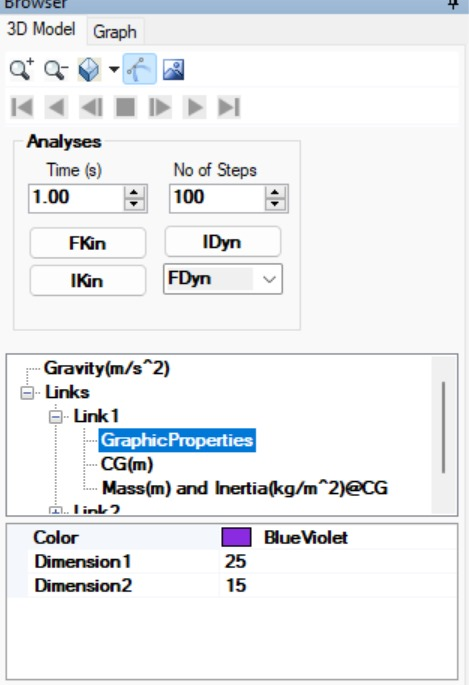 Browser
3D Model Graph
Analyses
Time (s) No of Steps
1.00 100
FKin IDyn
IKin FDyn
Gravity(m/s^2)
Links
Link1
GraphicProperties
CG(m)
Mass(m) and Inertia(kg/m^2)@CG
Link2
Color BlueViolet
Dimension1 25
Dimension2 15